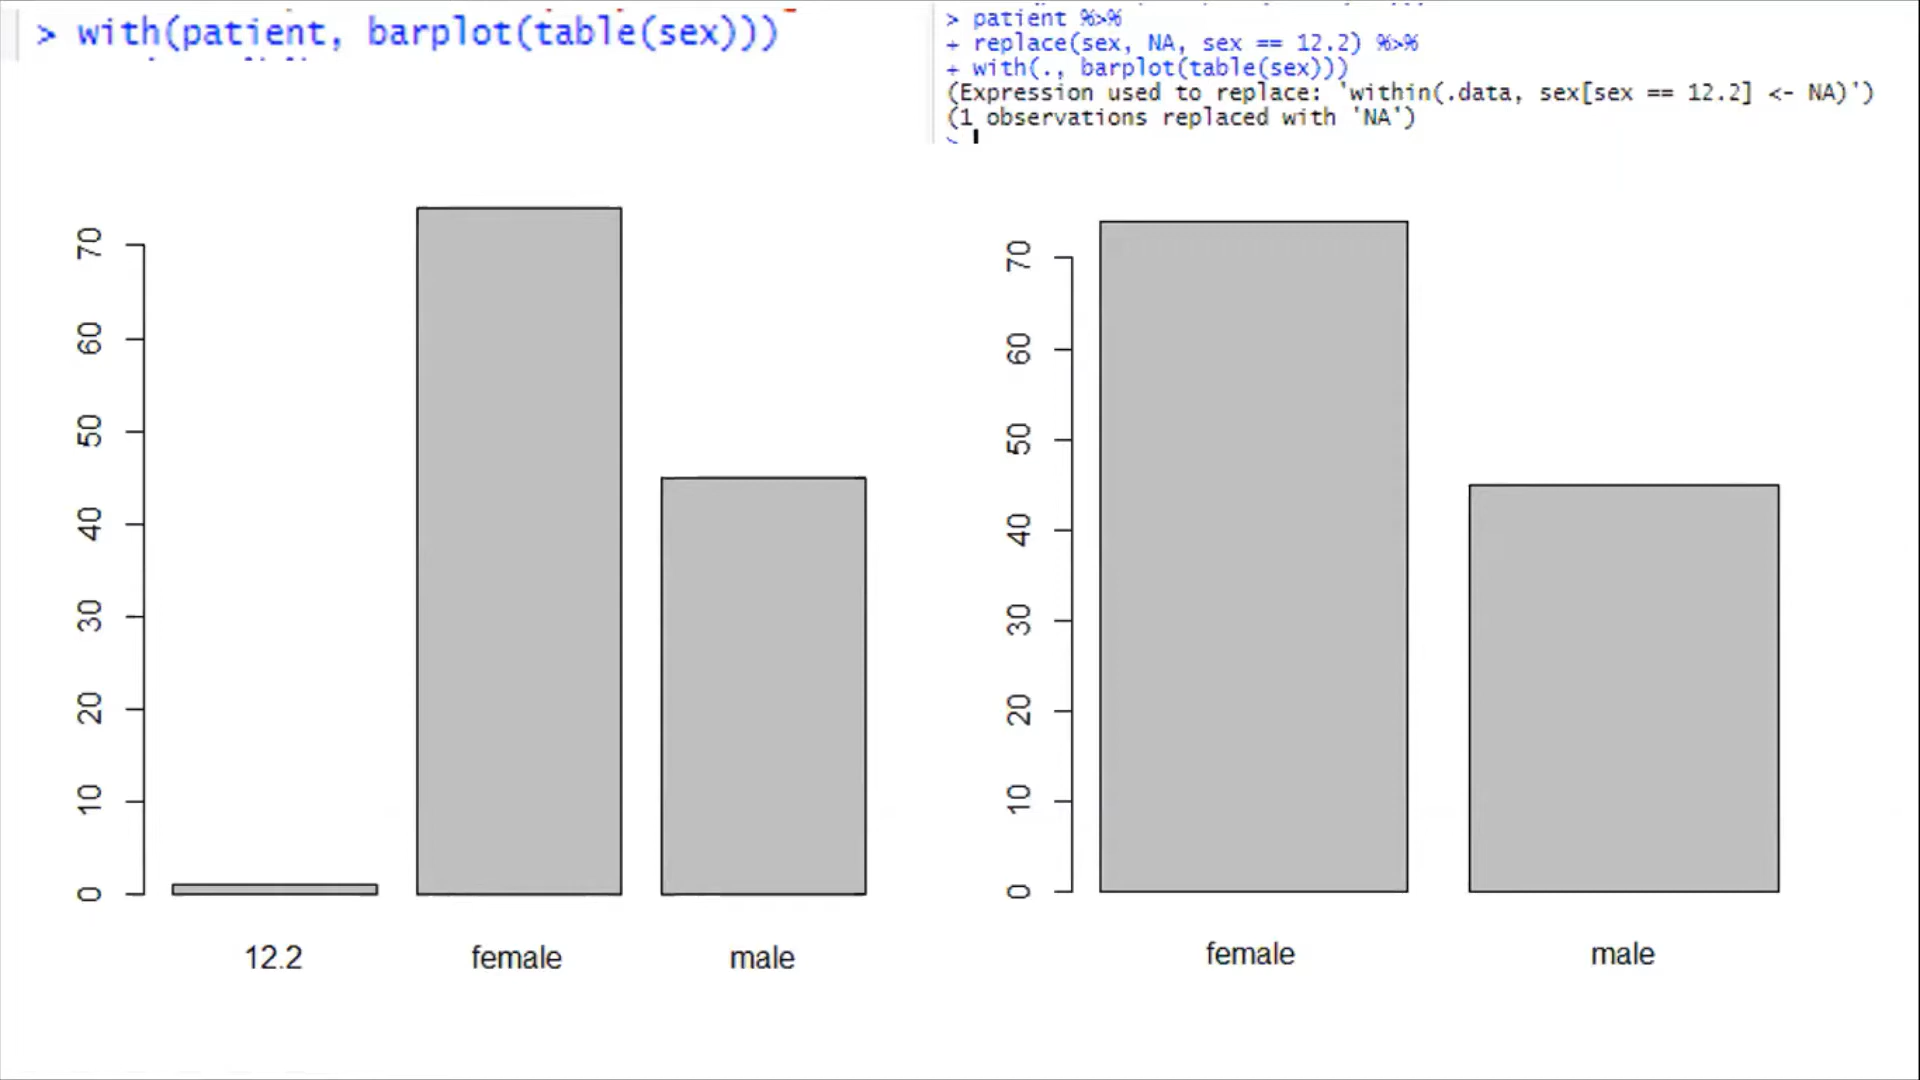 > with(patient, barplot(table(sex)))
> patient %>%
+ replace(sex, NA, sex == 12.2) %>%
+ with(., barplot(table(sex)))
(Expression used to replace: 'within(.data, sex[sex == 12.2] <- NA)')
(1 observations replaced with 'NA')
70
60
50
40
30
20
10
0
12.2 female male
70
60
50
40
30
20
10
0
female male